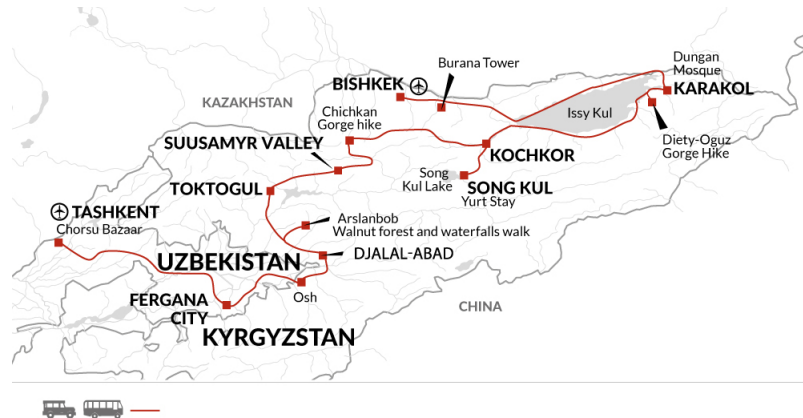 Burana Tower
Dungan
Mosque
BISHKEK
KARAKOL
KAZAKHSTAN
Chichkan
Gorge hike
Issy Kul
SUUSAMYR VALLEY
Diety-Oguz
Gorge Hike
KOCHKOR
Song
Kul Lake
SONG KUL
Yurt Stay
TOKTOGUL
TASHKENT
Chorsu Bazaar
Arslanbob
Walnut forest and waterfalls walk
DJALAL-ABAD
UZBEKISTAN
FERGANA
CITY
Osh
CHINA
KYRGYZSTAN